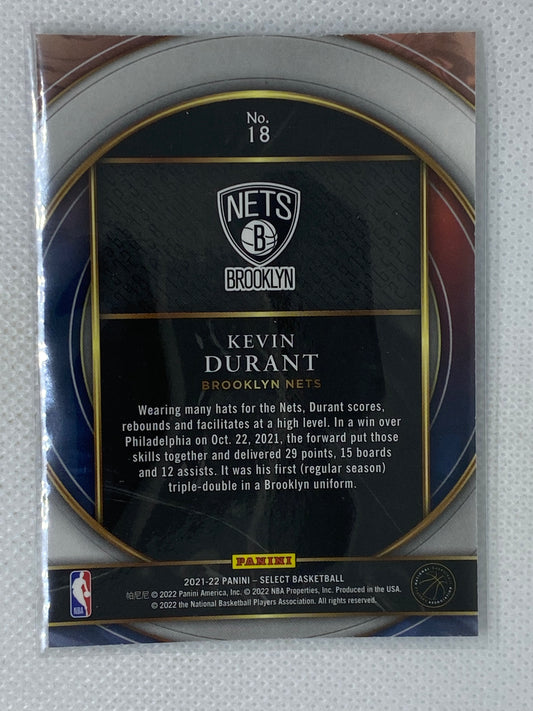 No.
18
NETS
B
BROOKLYN
KEVIN
DURANT
BROOKLYN NETS
Wearing many hats for the Nets, Durant scores,
rebounds and facilitates at a high level. In a win over
Philadelphia on Oct. 22, 2021, the forward put those
skills together and delivered 29 points, 15 boards
and 12 assists. It was his first (regular season)
triple-double in a Brooklyn uniform.
PANINI
2021-22 PANINI – SELECT BASKETBALL
帕尼尼 © 2022 Panini America, Inc. © 2022 NBA Properties, Inc. Produced in the USA.
© 2022 the National Basketball Players Association. All rights reserved.
NBA